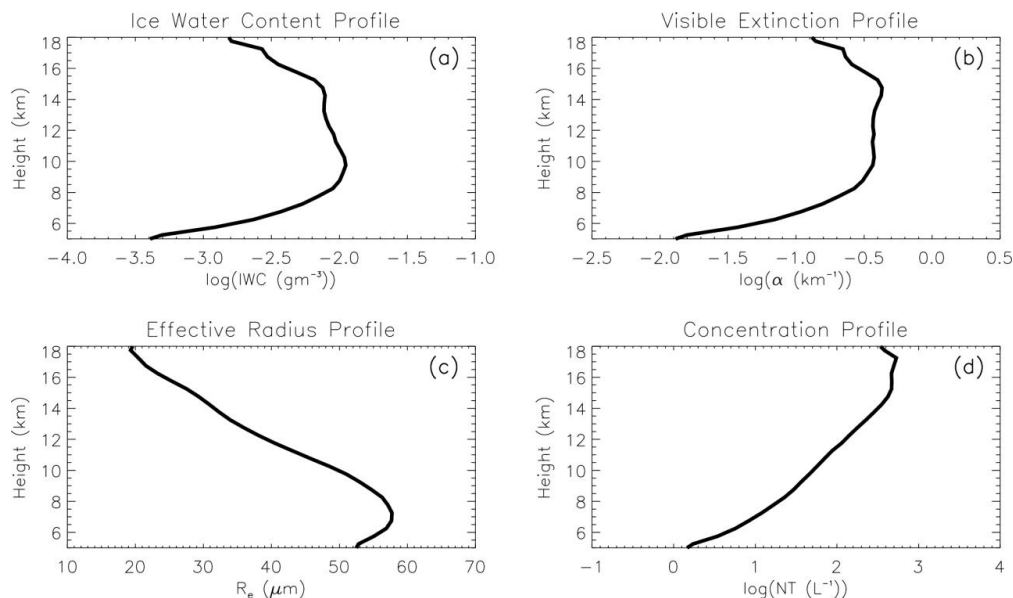 Ice Water Content Profile
(a)
Height (km)
18
16
14
12
10
8
6
−4.0 −3.5 −3.0 −2.5 −2.0 −1.5 −1.0
log(IWC (gm⁻³))
Visible Extinction Profile
(b)
Height (km)
18
16
14
12
10
8
6
−2.5 −2.0 −1.5 −1.0 −0.5 0.0 0.5
log(α (km⁻¹))
Effective Radius Profile
(c)
Height (km)
18
16
14
12
10
8
6
10 20 30 40 50 60 70
Rₑ (μm)
Concentration Profile
(d)
Height (km)
18
16
14
12
10
8
6
−1 0 1 2 3 4
log(NT (L⁻¹))